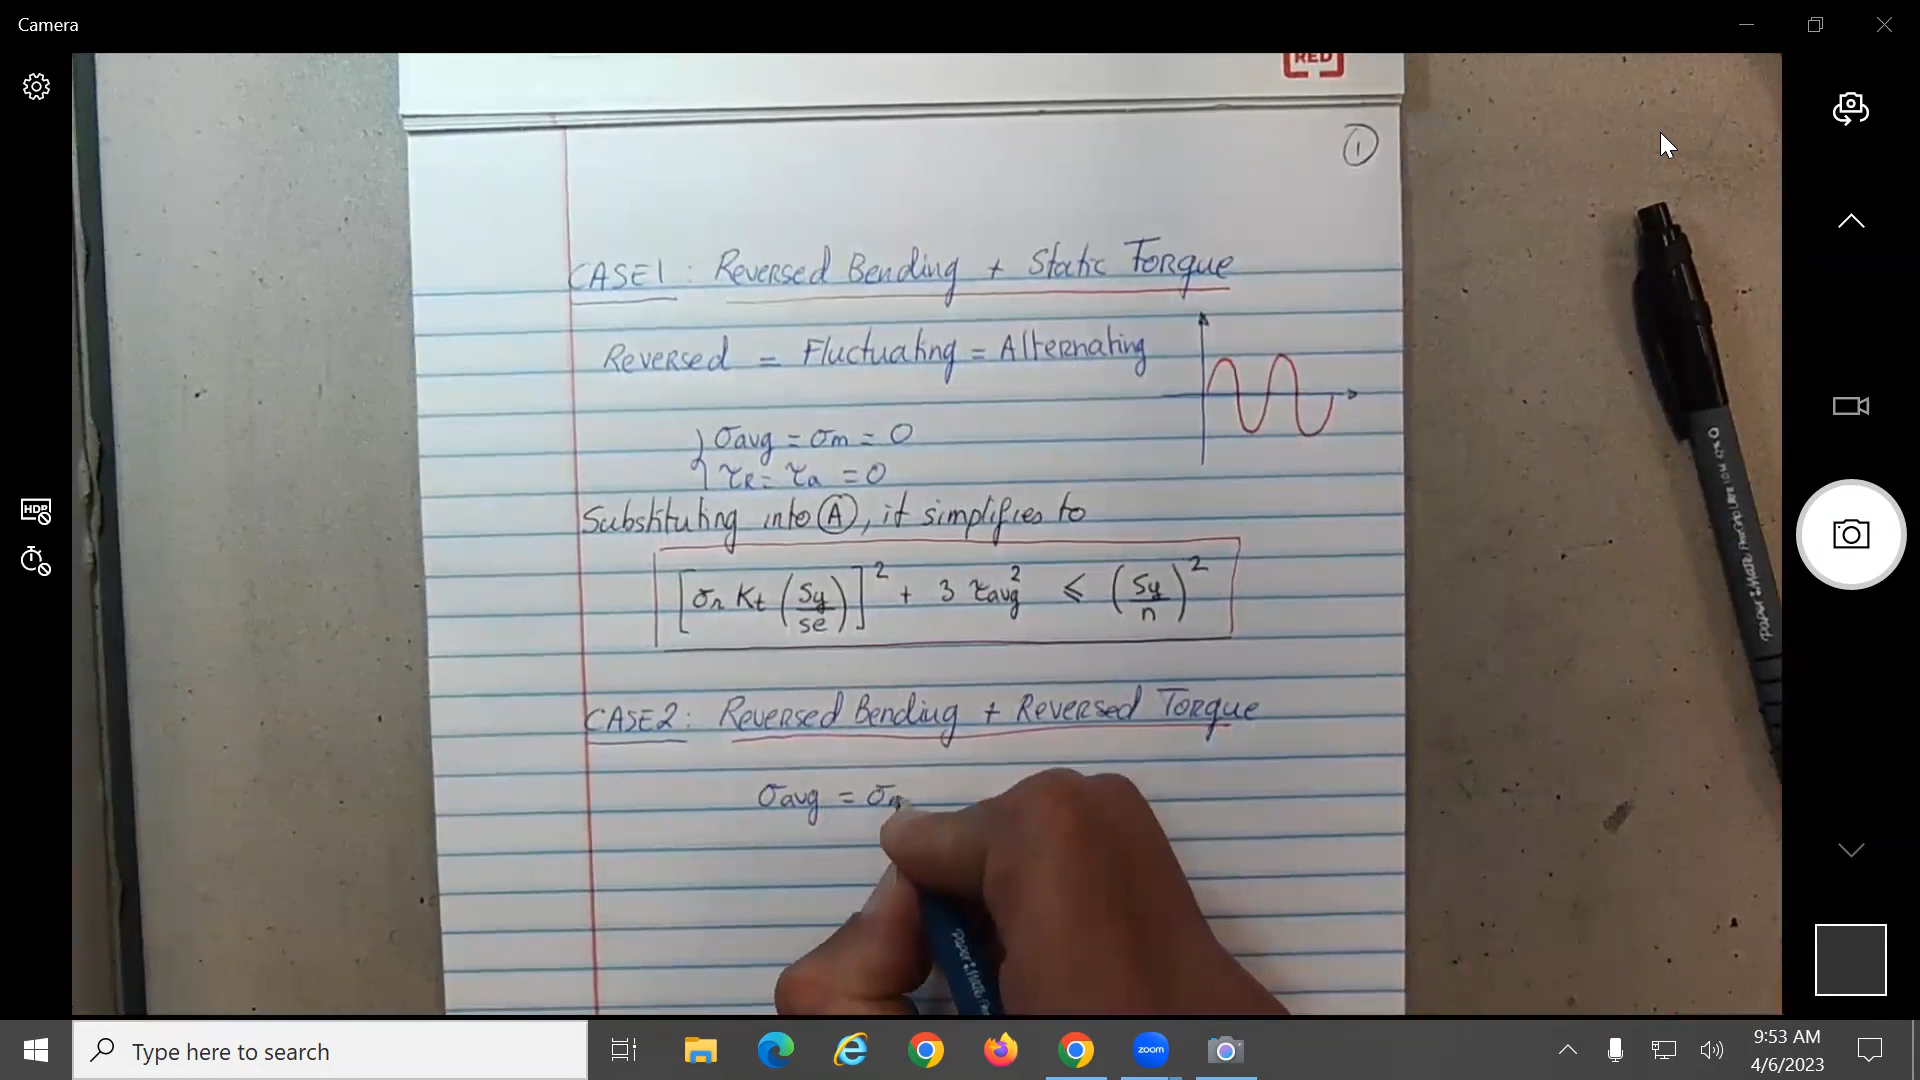 Camera
RED
1
CASE1 : Reversed Bending + Static Torque
Reversed = Fluctuating = Alternating
σavg = σm = 0
τR = τa = 0
Substituting into Ⓐ, it simplifies to
[σr Kt (Sy/Se)]² + 3 τavg² ⩽ (Sy/n)²
CASE2 : Reversed Bending + Reversed Torque
σavg = σm
HDR
Type here to search
zoom
9:53 AM
4/6/2023